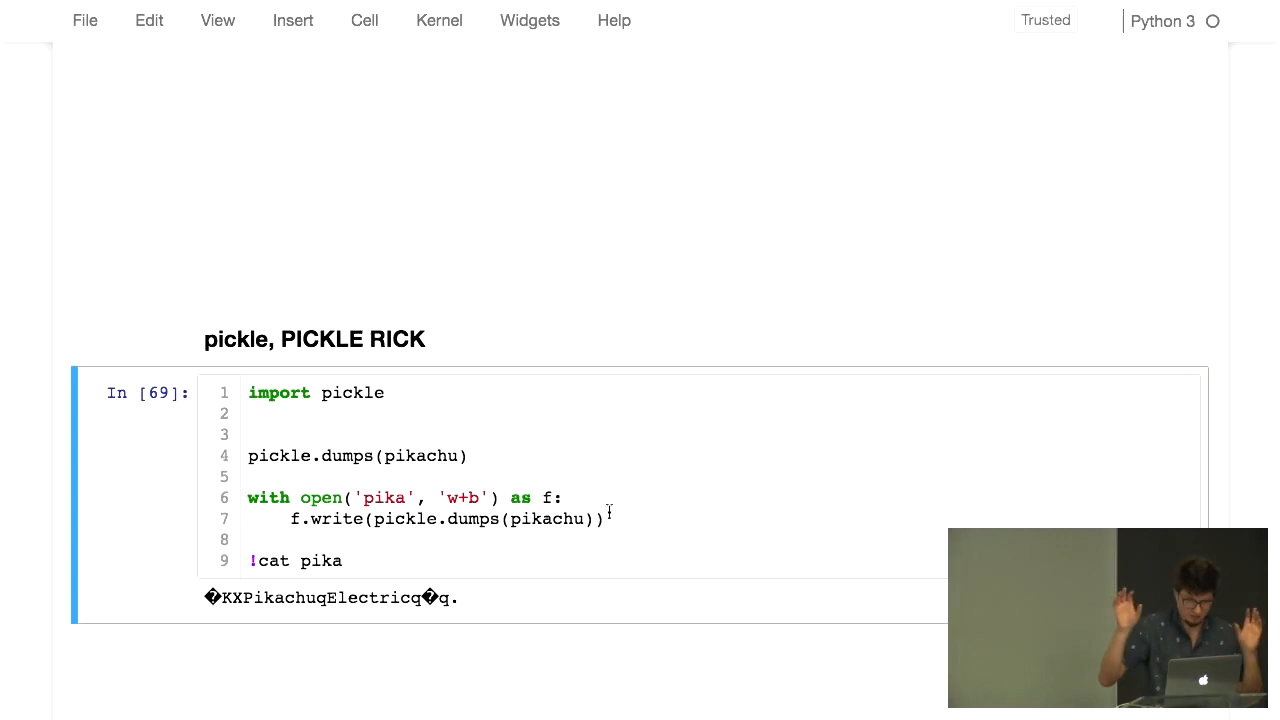 File Edit View Insert Cell Kernel Widgets Help Trusted Python 3
pickle, PICKLE RICK
In [69]:
1 import pickle
2
3
4 pickle.dumps(pikachu)
5
6 with open('pika', 'w+b') as f:
7 f.write(pickle.dumps(pikachu))
8
9 !cat pika
�KXPikachuqElectricq�q.